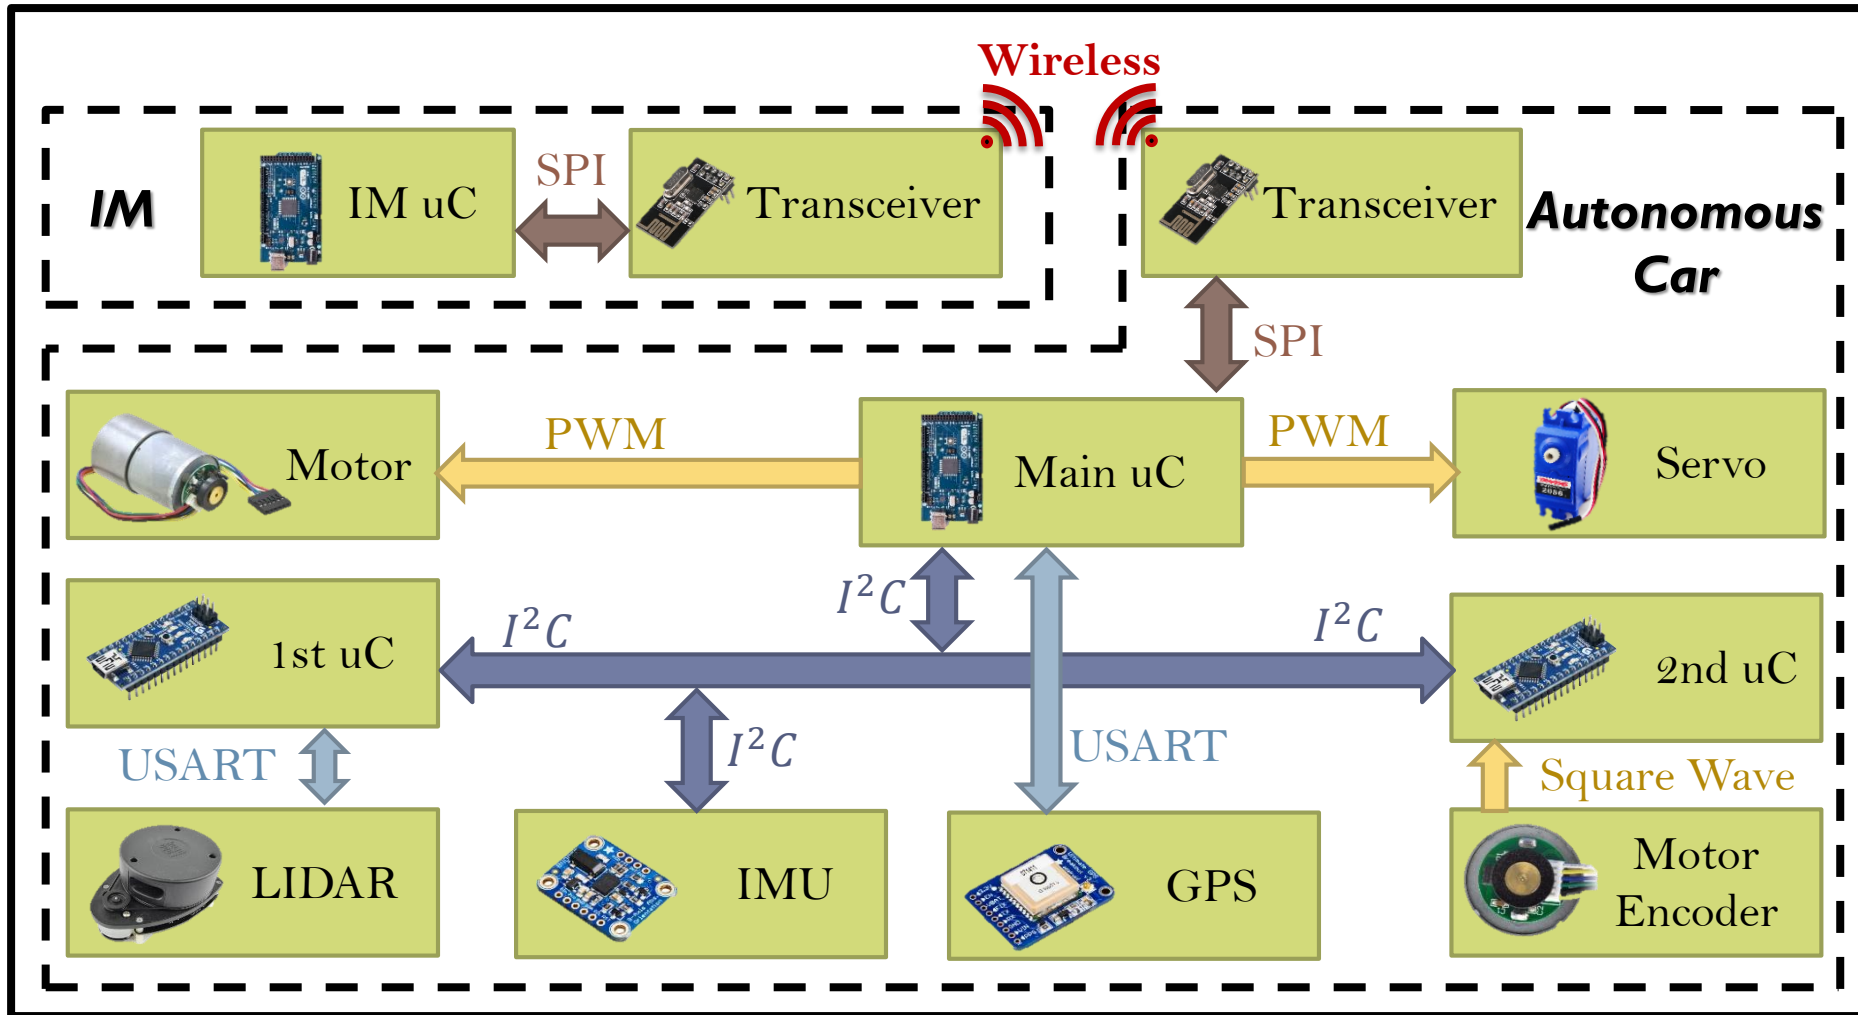 Wireless
IM
IM uC
SPI
Transceiver
Transceiver
Autonomous
Car
SPI
Motor
PWM
Main uC
PWM
Servo
1st uC
I²C
I²C
I²C
2nd uC
USART
I²C
USART
Square Wave
LIDAR
IMU
GPS
Motor
Encoder